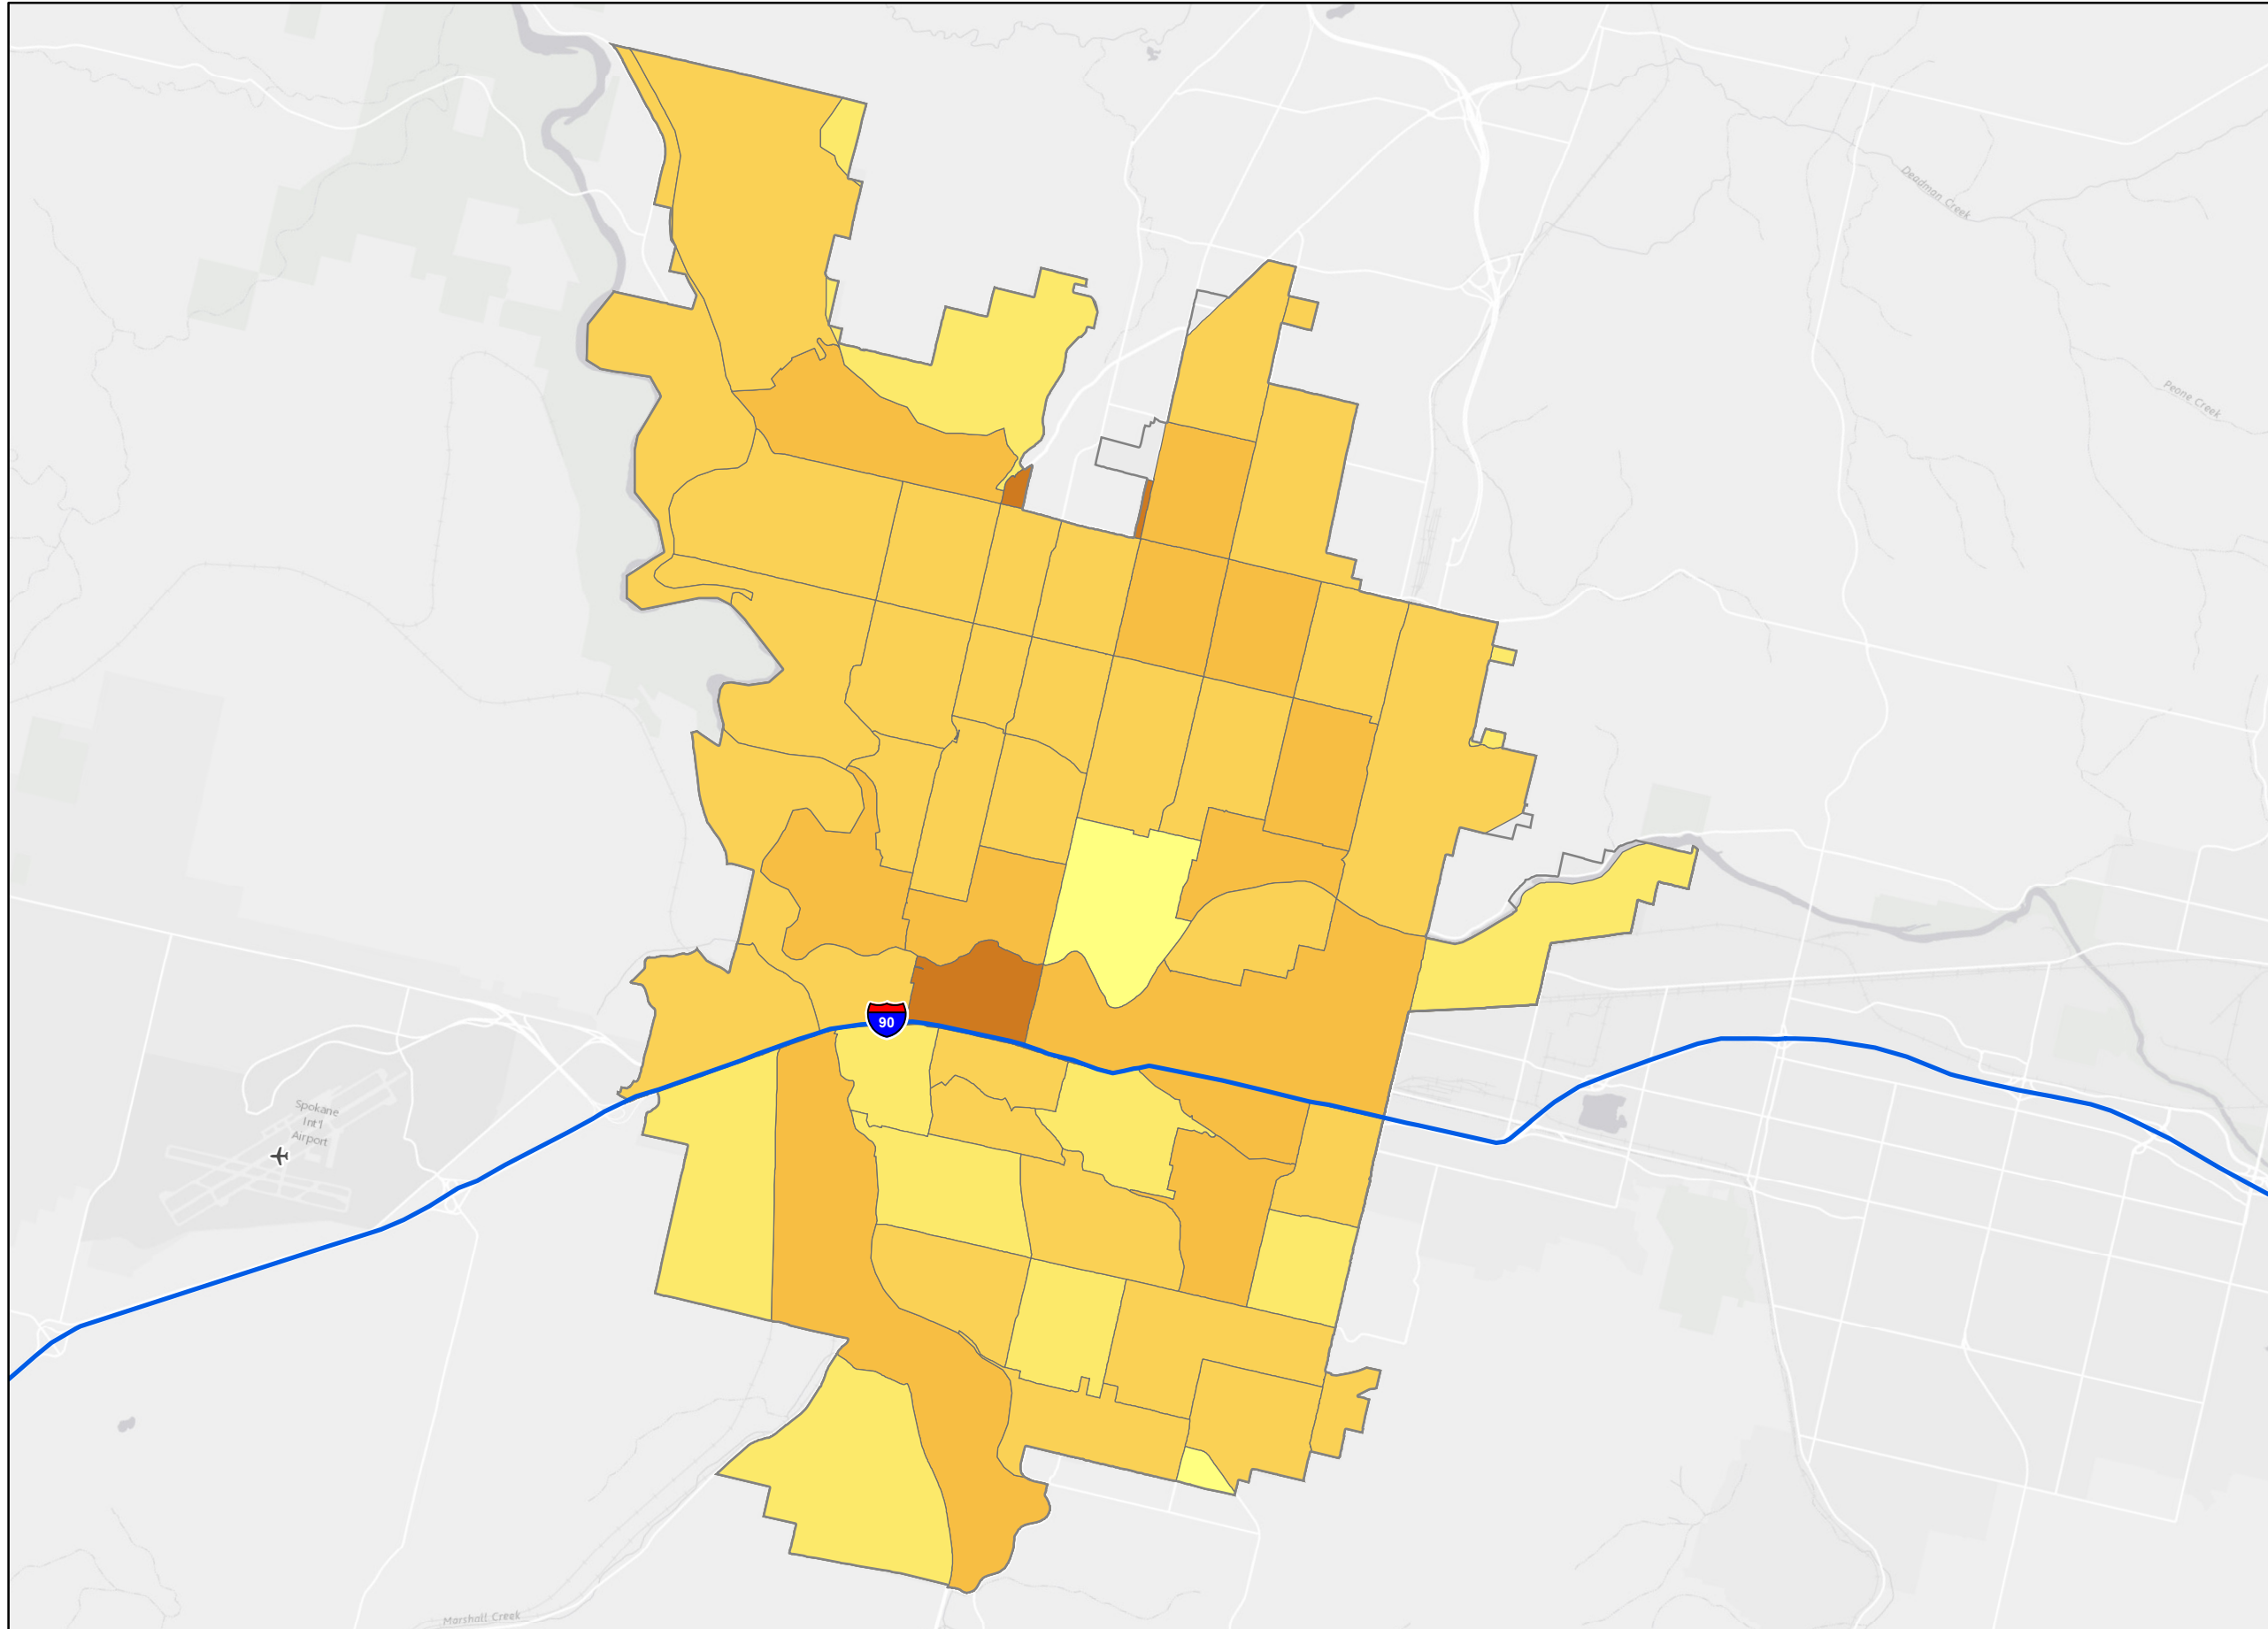 Deadman Creek
Peone Creek
90
Spokane
Int'l
Airport
Marshall Creek